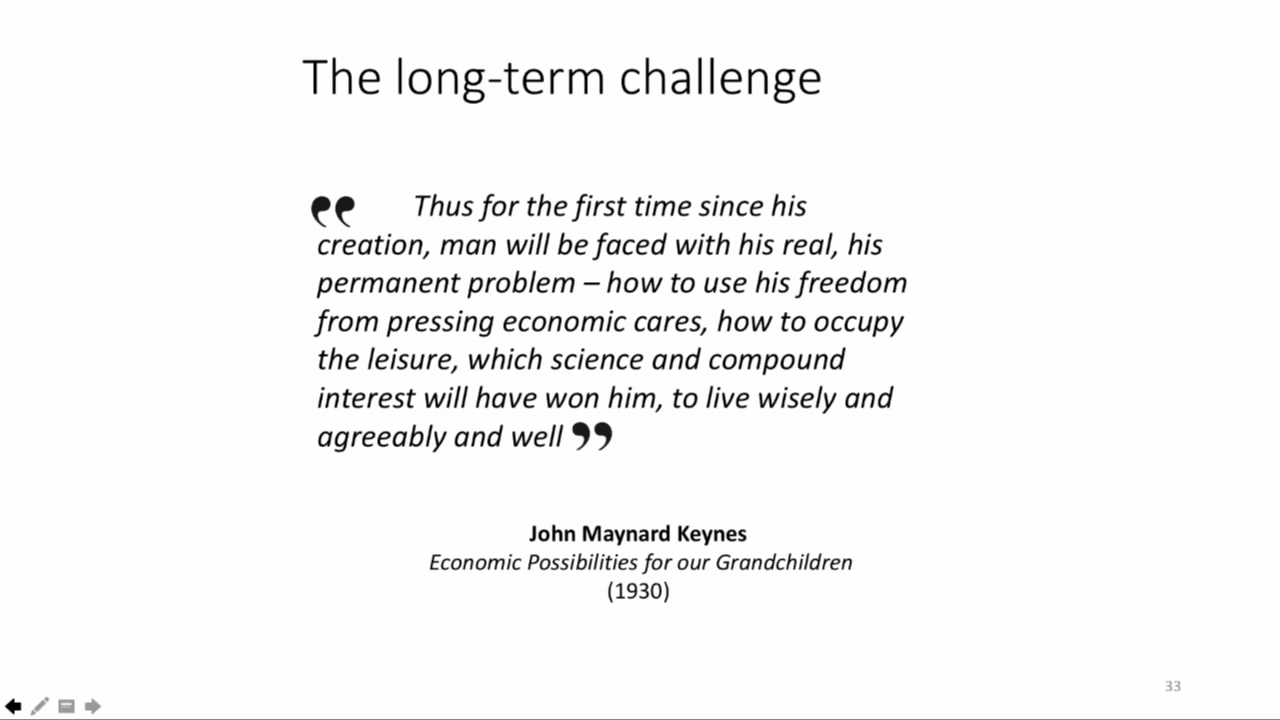 The long-term challenge
❟❟ Thus for the first time since his
creation, man will be faced with his real, his
permanent problem – how to use his freedom
from pressing economic cares, how to occupy
the leisure, which science and compound
interest will have won him, to live wisely and
agreeably and well ❟❟
John Maynard Keynes
Economic Possibilities for our Grandchildren
(1930)
33